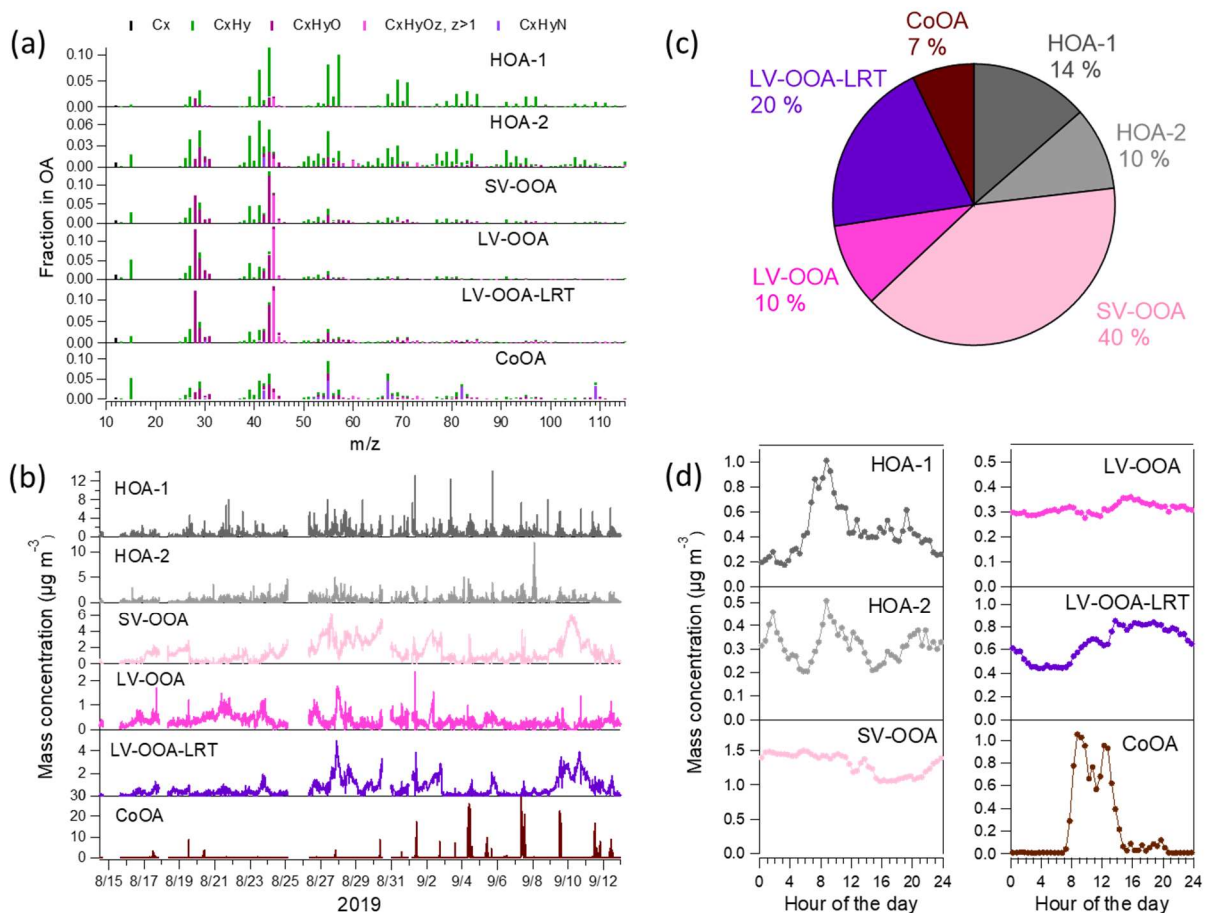 (a)
Cx CxHy CxHyO CxHyOz, z>1 CxHyN
HOA-1
0.10
0.05
0.00
HOA-2
0.06
0.03
0.00
SV-OOA
0.10
0.05
0.00
LV-OOA
0.10
0.05
0.00
LV-OOA-LRT
0.10
0.05
0.00
CoOA
0.10
0.05
0.00
Fraction in OA
10 20 30 40 50 60 70 80 90 100 110
m/z
(b)
HOA-1
12
8
4
0
HOA-2
10
5
0
SV-OOA
6
4
2
0
LV-OOA
2
1
0
LV-OOA-LRT
4
2
30
CoOA
20
10
0
Mass concentration (µg m⁻³)
8/15 8/17 8/19 8/21 8/23 8/25 8/27 8/29 8/31 9/2 9/4 9/6 9/8 9/10 9/12
2019
(c)
CoOA
7 %
HOA-1
14 %
HOA-2
10 %
SV-OOA
40 %
LV-OOA
10 %
LV-OOA-LRT
20 %
(d)
HOA-1
1.0
0.8
0.6
0.4
0.2
0.0
HOA-2
0.5
0.4
0.3
0.2
0.1
0.0
SV-OOA
1.5
1.0
0.5
0.0
Mass concentration (µg m⁻³)
0 6 12 18 24
Hour of the day
LV-OOA
0.5
0.4
0.3
0.2
0.1
0.0
LV-OOA-LRT
1.0
0.8
0.6
0.4
0.2
0.0
CoOA
1.0
0.8
0.6
0.4
0.2
0.0
Mass concentration (µg m⁻³)
0 6 12 18 24
Hour of the day